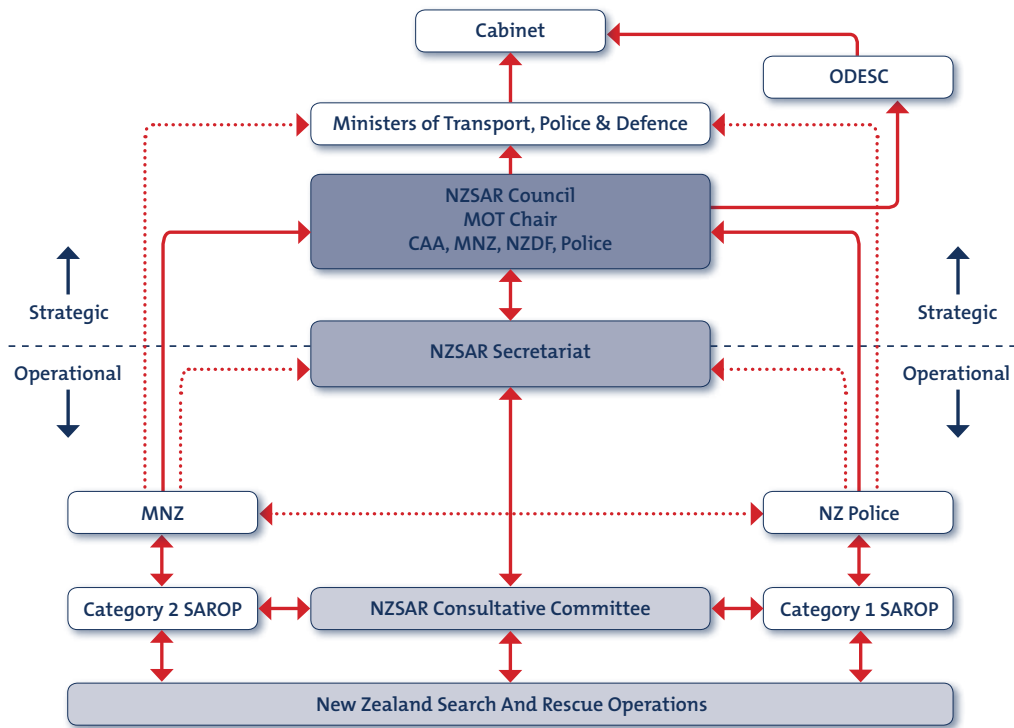 Cabinet
ODESC
Ministers of Transport, Police & Defence
NZSAR Council
MOT Chair
CAA, MNZ, NZDF, Police
Strategic
Strategic
NZSAR Secretariat
Operational
Operational
MNZ
NZ Police
Category 2 SAROP
NZSAR Consultative Committee
Category 1 SAROP
New Zealand Search And Rescue Operations